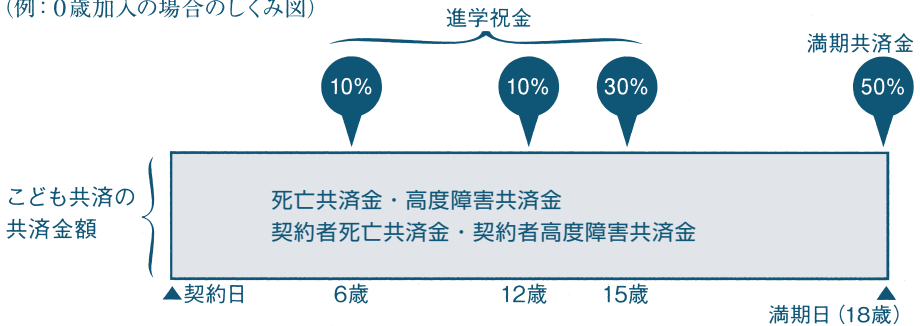 （例：0歳加入の場合のしくみ図）
進学祝金
満期共済金
10%
10%
30%
50%
こども共済の
共済金額
死亡共済金・高度障害共済金
契約者死亡共済金・契約者高度障害共済金
▲契約日
6歳
12歳
15歳
▲
満期日（18歳）